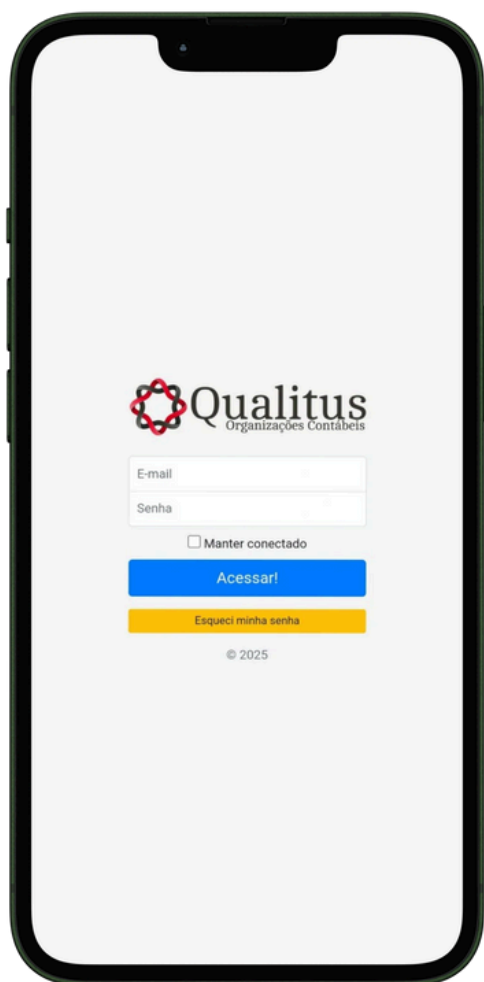 Qualitus
Organizações Contábeis
E-mail
Senha
Manter conectado
Acessar!
Esqueci minha senha
© 2025